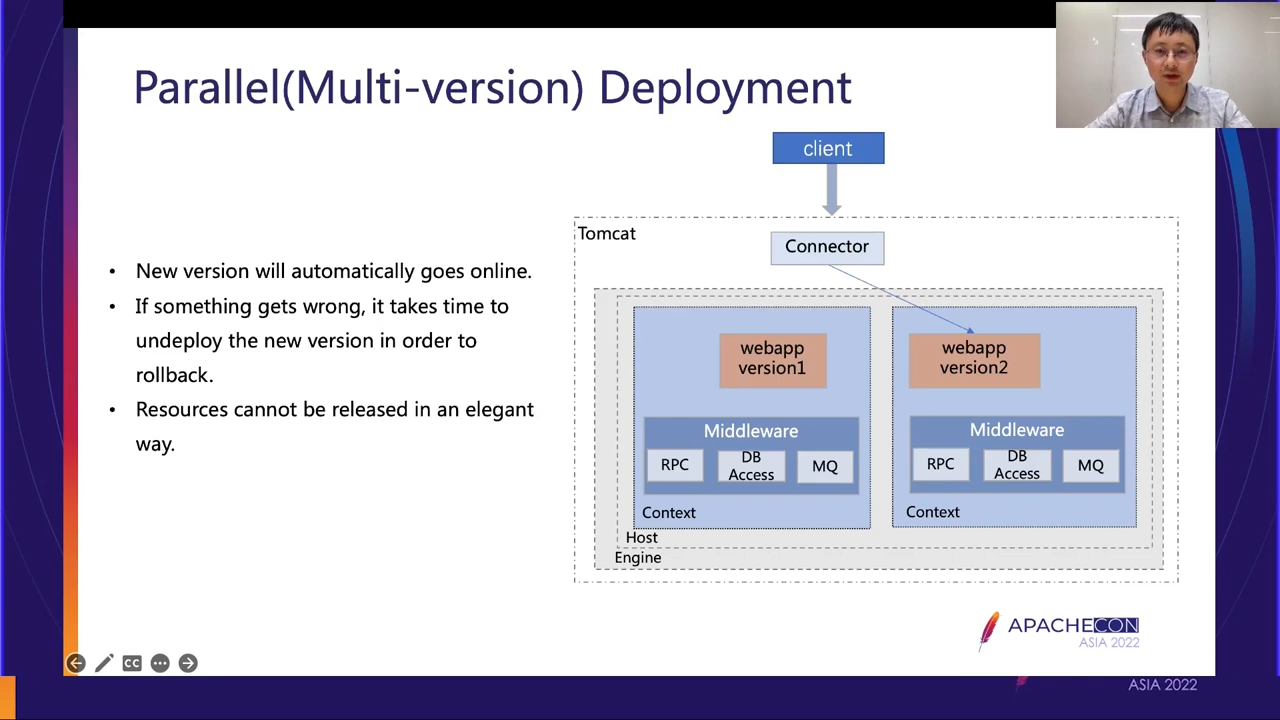 Parallel(Multi-version) Deployment
• New version will automatically goes online.
• If something gets wrong, it takes time to
undeploy the new version in order to
rollback.
• Resources cannot be released in an elegant
way.
client
Tomcat
Connector
webapp
version1
Middleware
RPC
DB
Access
MQ
Context
webapp
version2
Middleware
RPC
DB
Access
MQ
Context
Host
Engine
APACHECON
ASIA 2022
CC
ASIA 2022